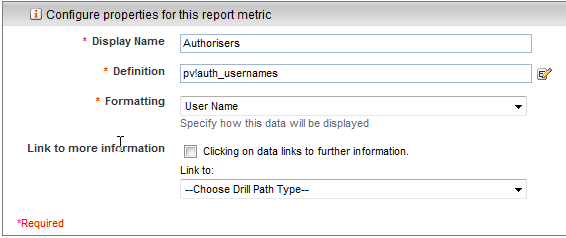 Configure properties for this report metric
* Display Name Authorisers
* Definition pv!auth_usernames
* Formatting User Name
Specify how this data will be displayed
Link to more information Clicking on data links to further information.
Link to:
--Choose Drill Path Type--
*Required